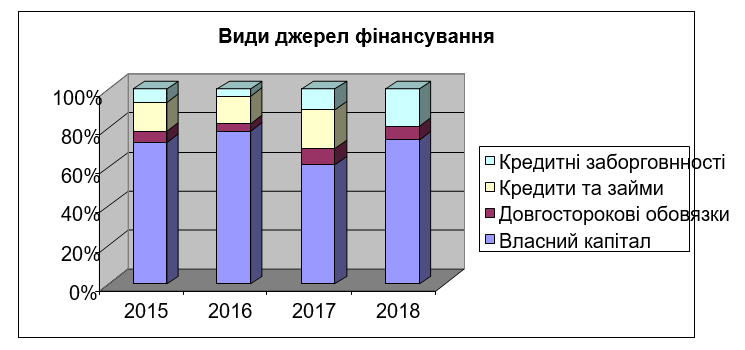 Види джерел фінансування
100%
80%
60%
40%
20%
0%
2015 2016 2017 2018
Кредитні заборговнності
Кредити та займи
Довгосторокові обовязки
Власний капітал